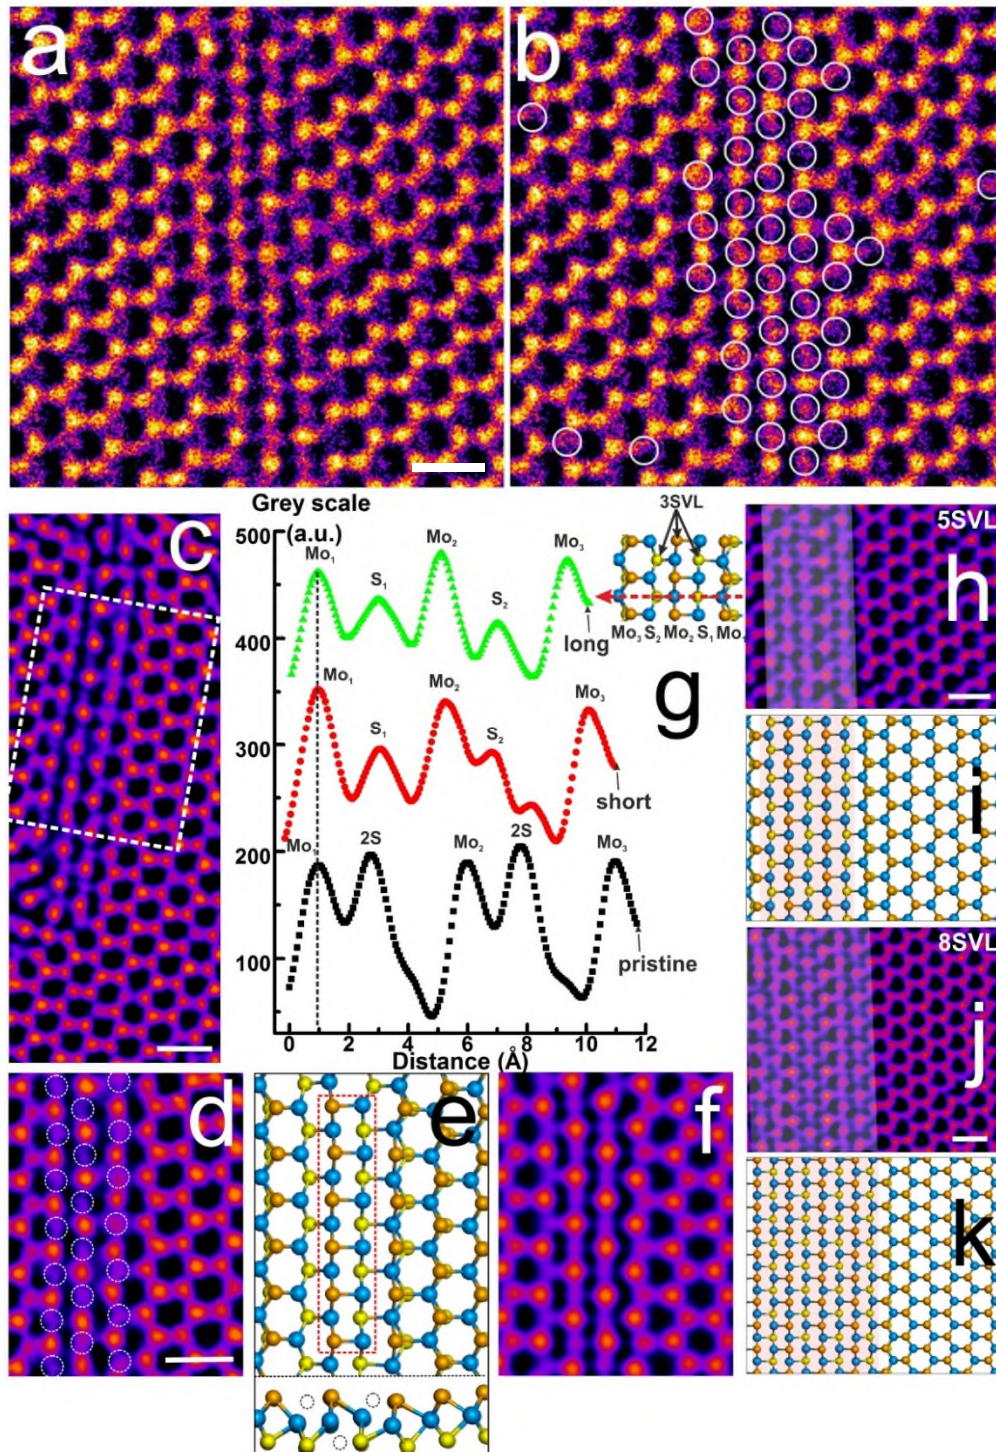 a
b
c
Grey scale
(a.u.)
500
400
300
200
100
0 2 4 6 8 10 12
Distance (Å)
Mo₁ S₁ Mo₂ S₂ Mo₃
long
Mo₁ S₁ Mo₂ S₂ Mo₃
short
Mo₁ 2S Mo₂ 2S Mo₃
pristine
3SVL
Mo₃ S₂ Mo₂ S₁ Mo₁
g
5SVL
h
i
8SVL
j
d
e
f
k